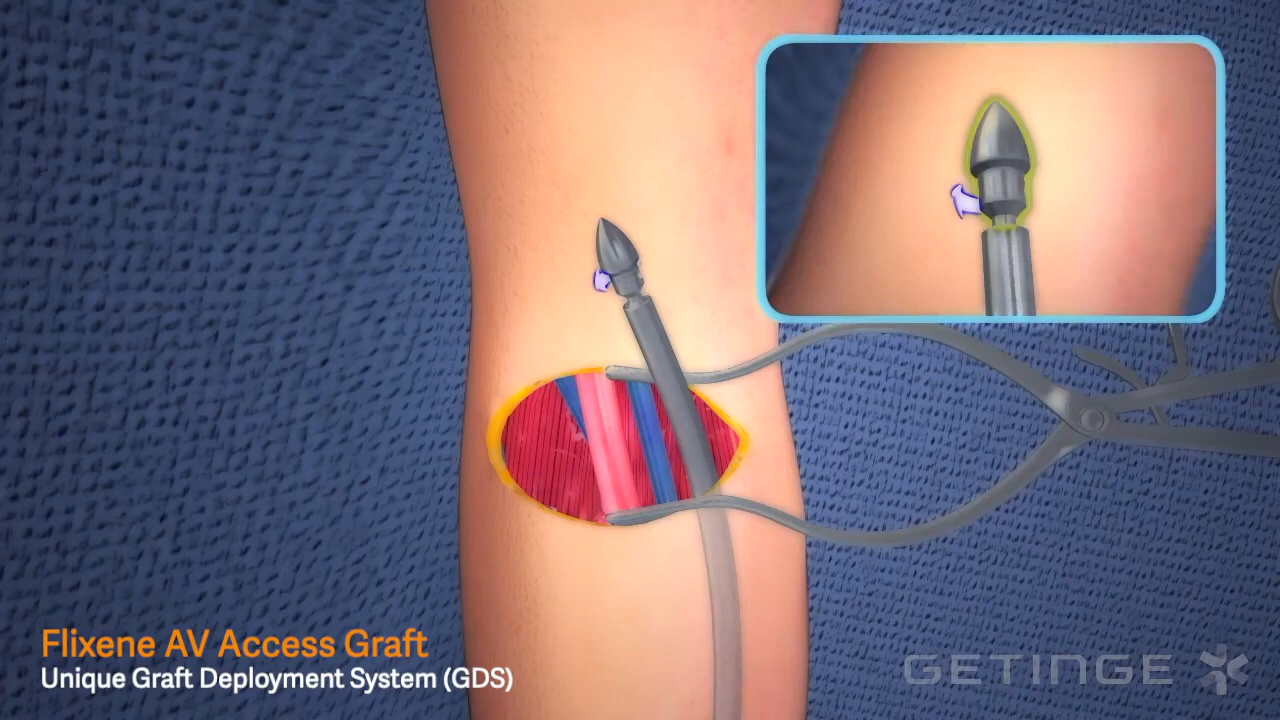 Flixene AV Access Graft
Unique Graft Deployment System (GDS)
GETINGE